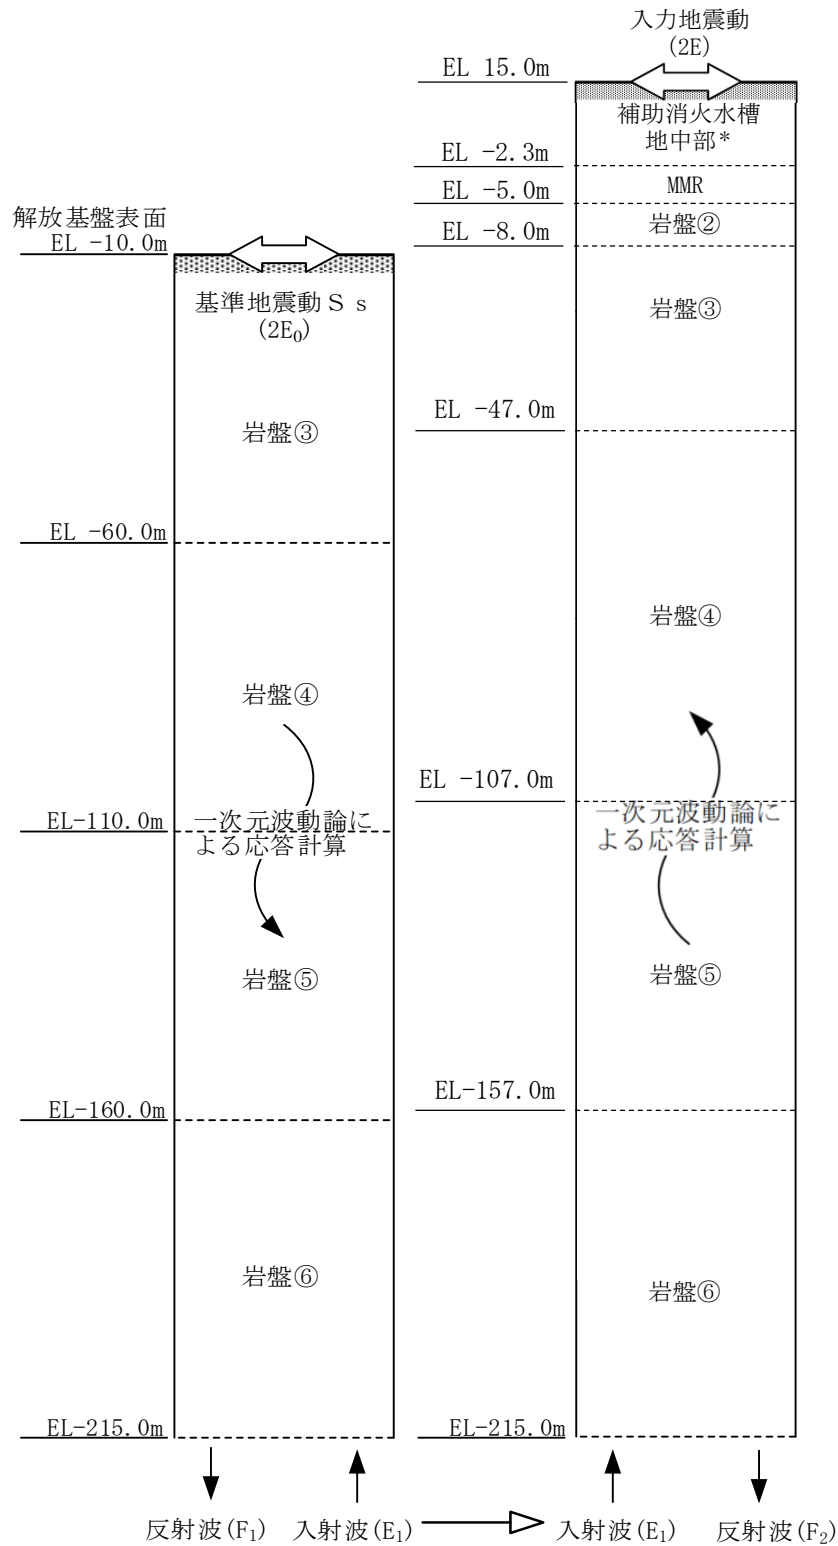 解放基盤表面
EL -10.0m
基準地震動Ｓｓ
(2E₀)
岩盤③
EL -60.0m
岩盤④
一次元波動論に
EL-110.0m
よる応答計算
岩盤⑤
EL-160.0m
岩盤⑥
EL-215.0m
反射波(F₁)
入射波(E₁)
入力地震動
(2E)
EL 15.0m
補助消火水槽
地中部*
EL -2.3m
MMR
EL -5.0m
岩盤②
EL -8.0m
岩盤③
EL -47.0m
岩盤④
EL -107.0m
一次元波動論に
よる応答計算
岩盤⑤
EL-157.0m
岩盤⑥
EL-215.0m
入射波(E₁)
反射波(F₂)